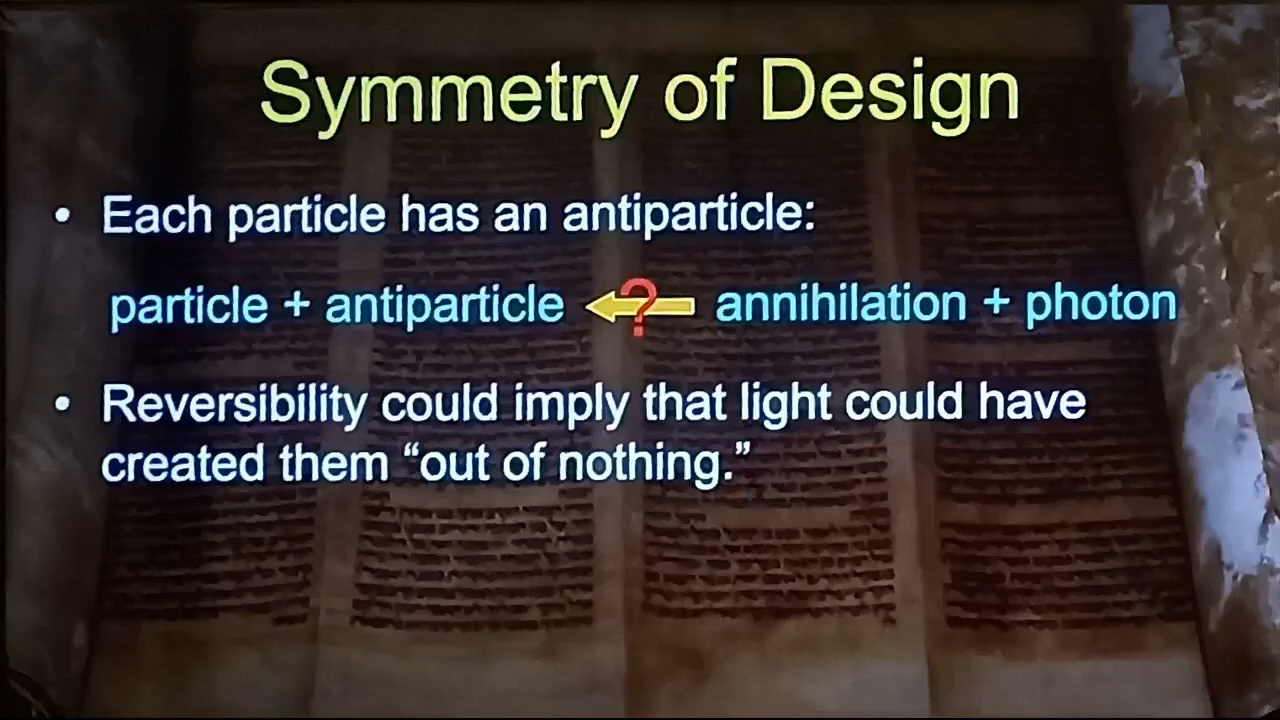 Symmetry of Design
• Each particle has an antiparticle:
particle + antiparticle ? annihilation + photon
• Reversibility could imply that light could have
created them “out of nothing.”